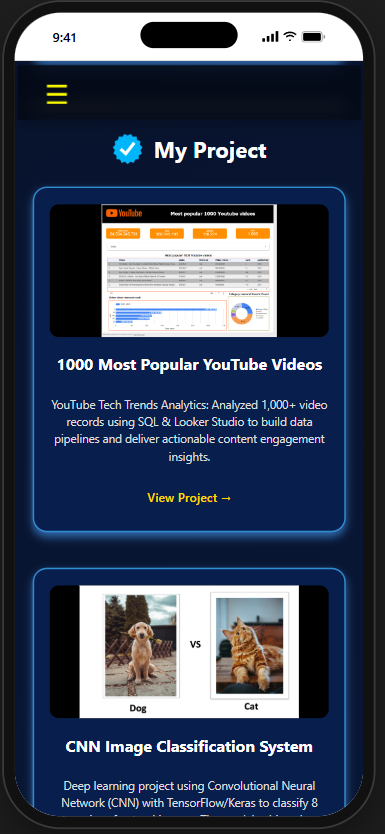 9:41
My Project
YouTube
Most popular 1000 Youtube videos
1000 Most Popular YouTube Videos
YouTube Tech Trends Analytics: Analyzed 1,000+ video
records using SQL & Looker Studio to build data
pipelines and deliver actionable content engagement
insights.
View Project →
VS
Dog
Cat
CNN Image Classification System
Deep learning project using Convolutional Neural
Network (CNN) with TensorFlow/Keras to classify 8